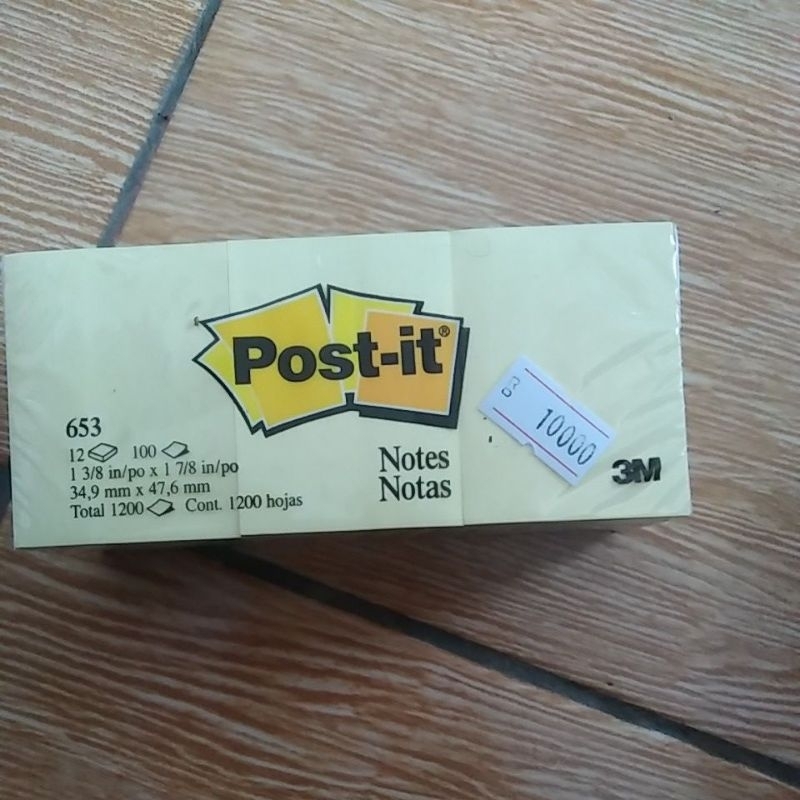 Post-it®
653
12 100
1 3/8 in/po x 1 7/8 in/po
34,9 mm x 47,6 mm
Total 1200 Cont. 1200 hojas
Notes
Notas
10000
3M